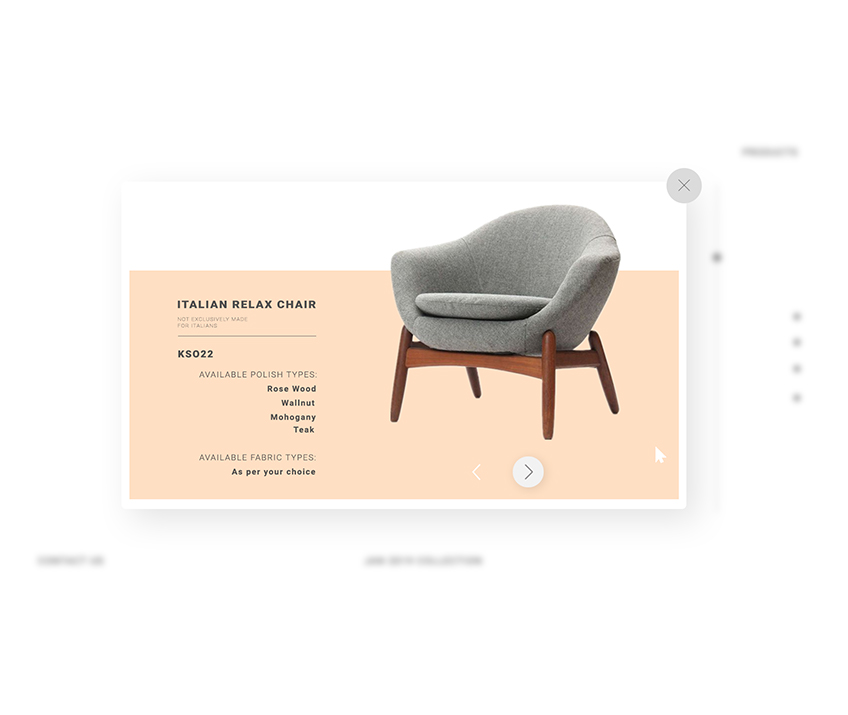 PRODUCTS
ITALIAN RELAX CHAIR
NOT EXCLUSIVELY MADE
FOR ITALIANS
KS022
AVAILABLE POLISH TYPES:
Rose Wood
Wallnut
Mohogany
Teak
AVAILABLE FABRIC TYPES:
As per your choice
CONTACT US